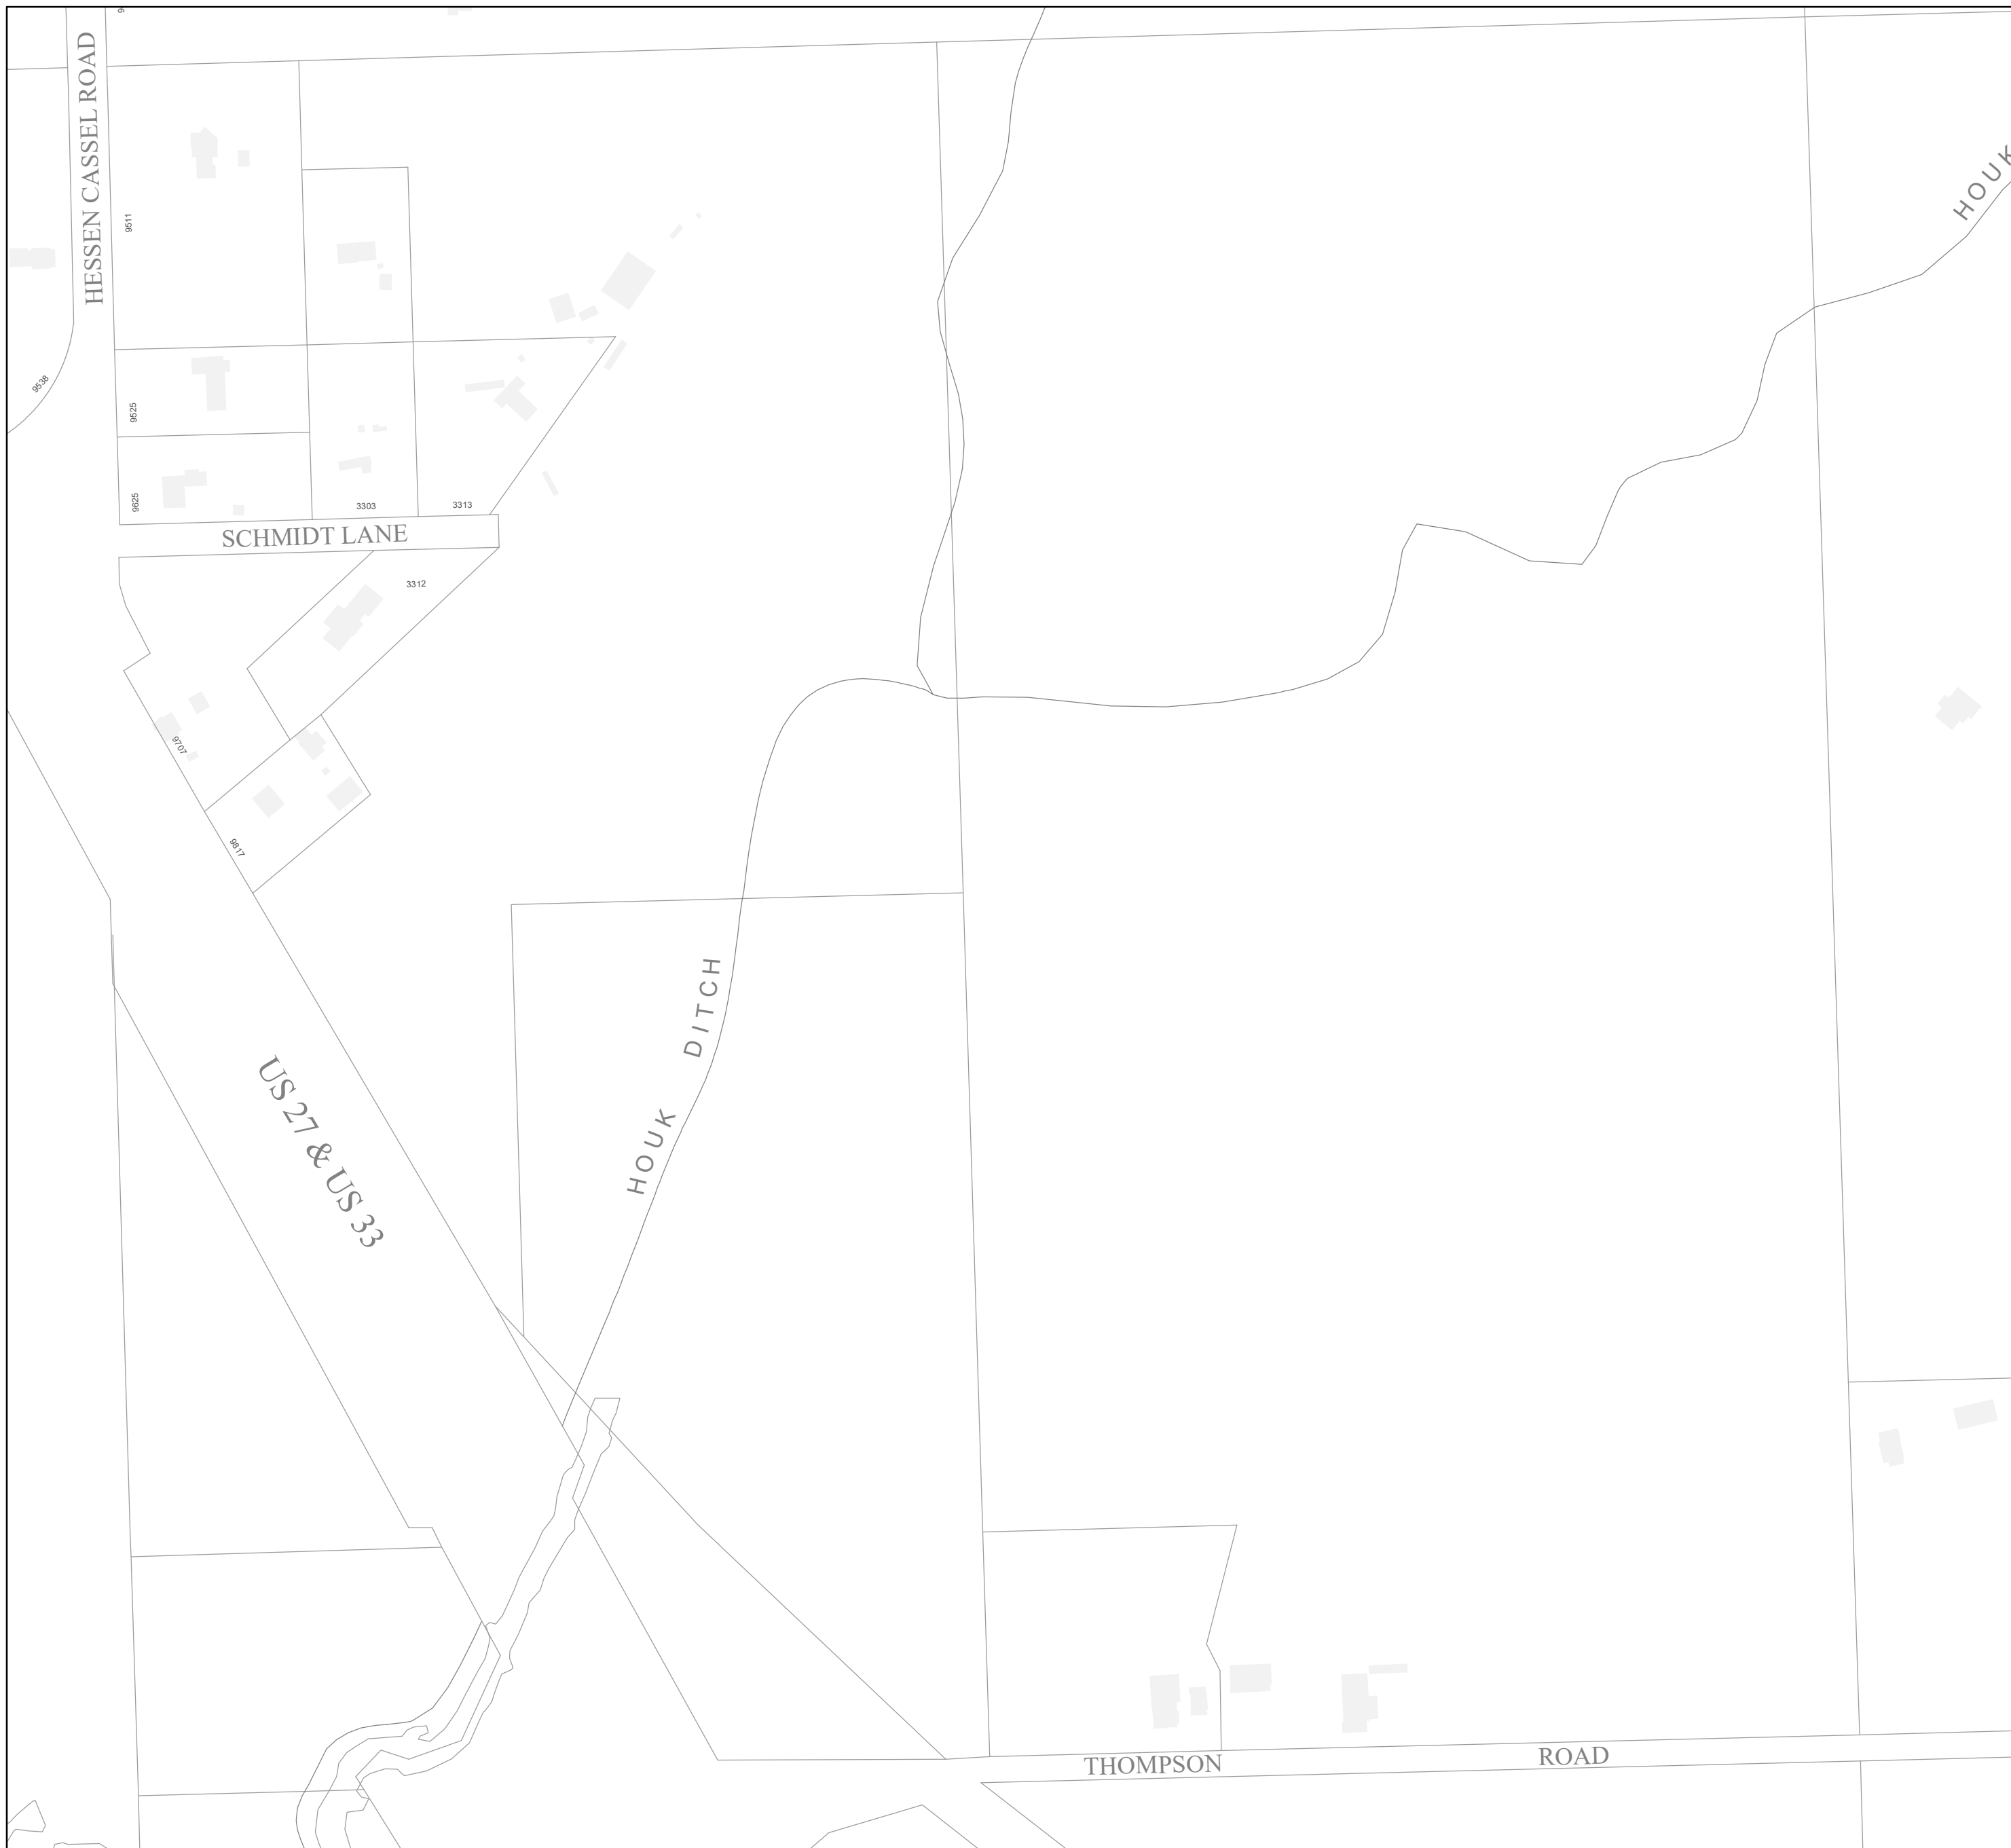 HESSEN CASSEL ROAD
HOUK
9511
9538
9525
9625
3303
3313
SCHMIDT LANE
3312
9707
9817
HOUK DITCH
US 27 & US 33
THOMPSON ROAD